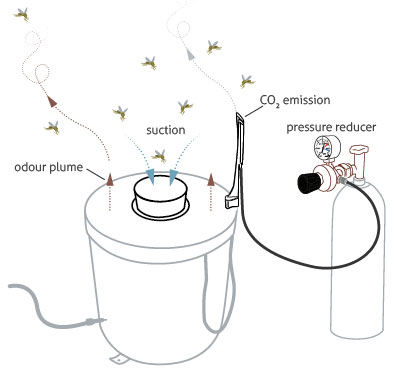 CO₂ emission
pressure reducer
suction
odour plume